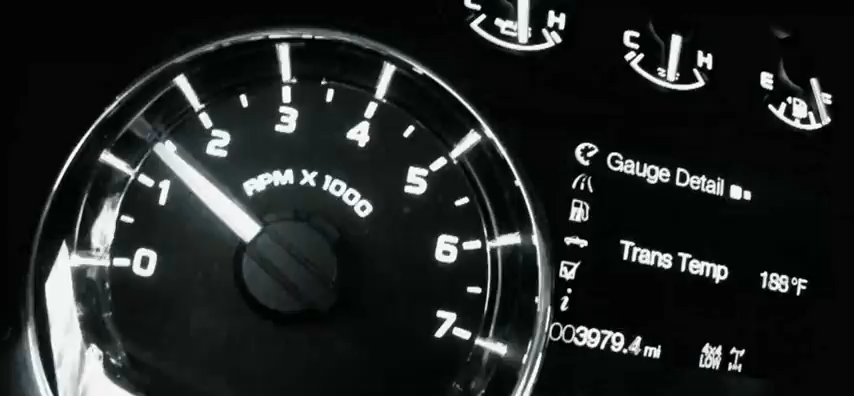 C H
C H
E F
0
1
2
3
4
5
6
7
RPM X 1000
Gauge Detail
Trans Temp 188°F
i
003979.4 mi
4x4
LOW